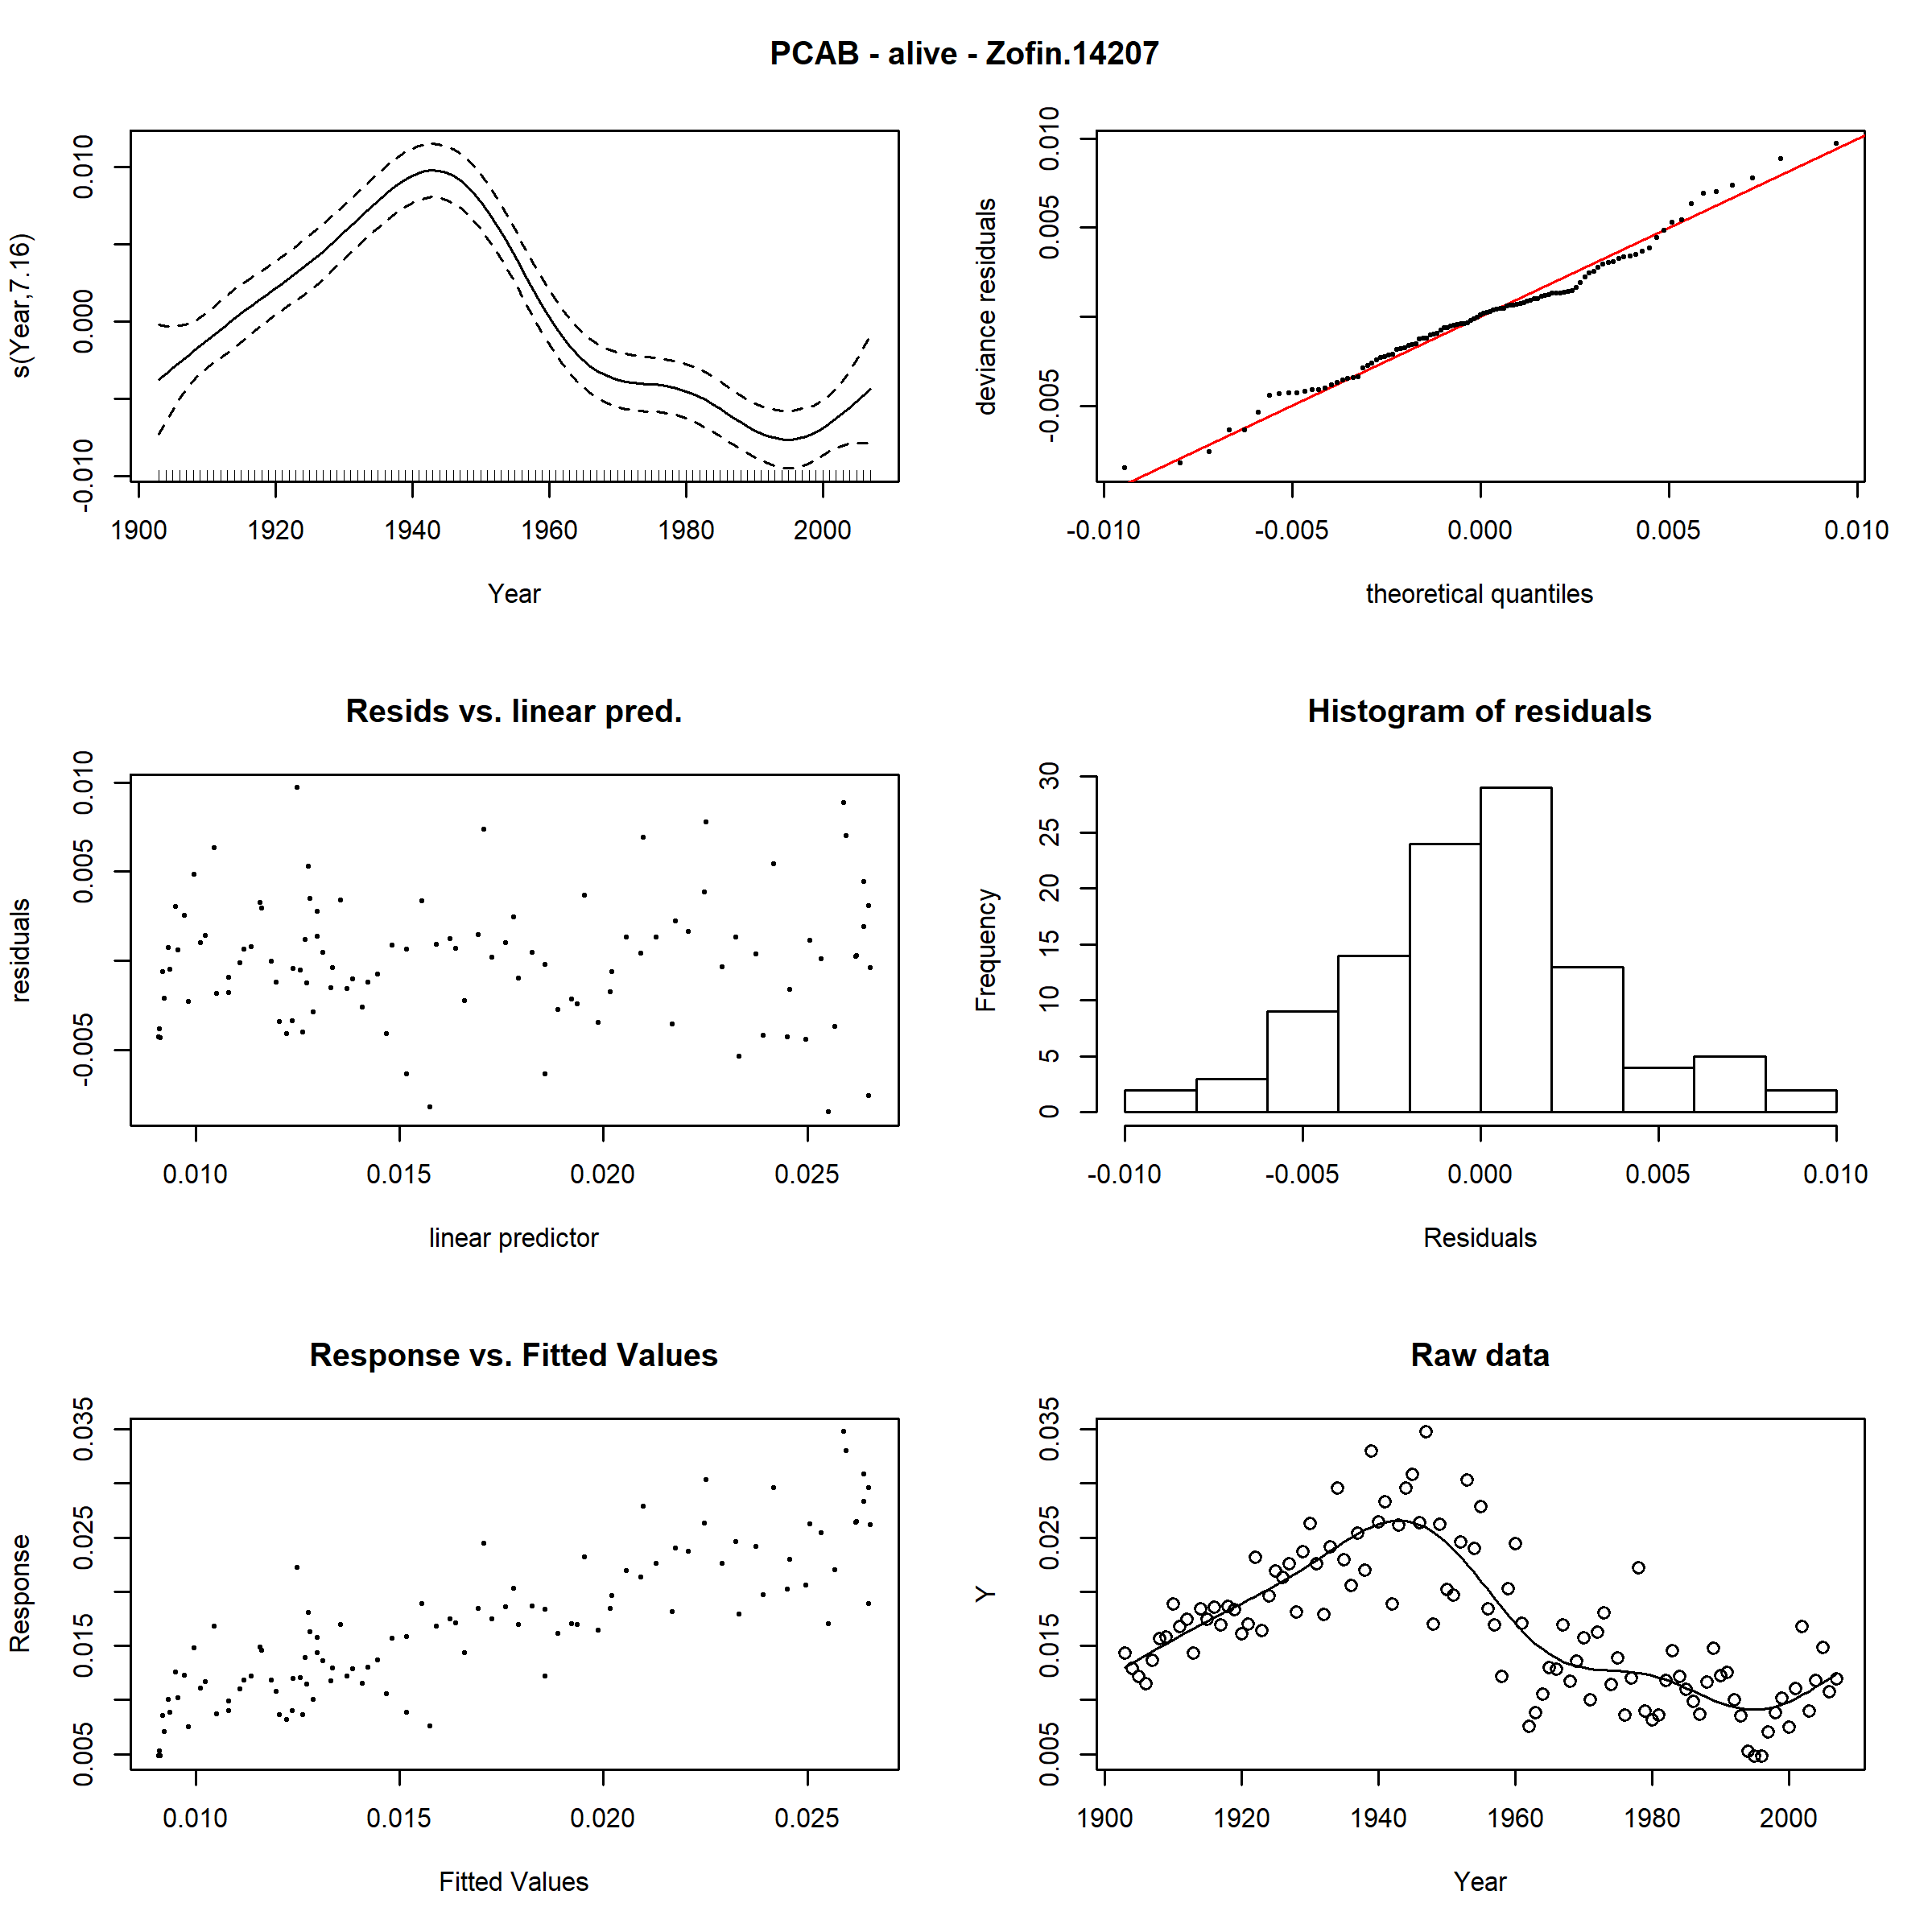 PCAB - alive - Zofin.14207
s(Year,7.16)
-0.010 0.000 0.010
1900 1920 1940 1960 1980 2000
Year
deviance residuals
-0.005 0.005 0.010
-0.010 -0.005 0.000 0.005 0.010
theoretical quantiles
Resids vs. linear pred.
residuals
-0.005 0.005 0.010
0.010 0.015 0.020 0.025
linear predictor
Histogram of residuals
Frequency
0 5 10 15 20 25 30
-0.010 -0.005 0.000 0.005 0.010
Residuals
Response vs. Fitted Values
Response
0.005 0.015 0.025 0.035
0.010 0.015 0.020 0.025
Fitted Values
Raw data
Y
0.005 0.015 0.025 0.035
1900 1920 1940 1960 1980 2000
Year